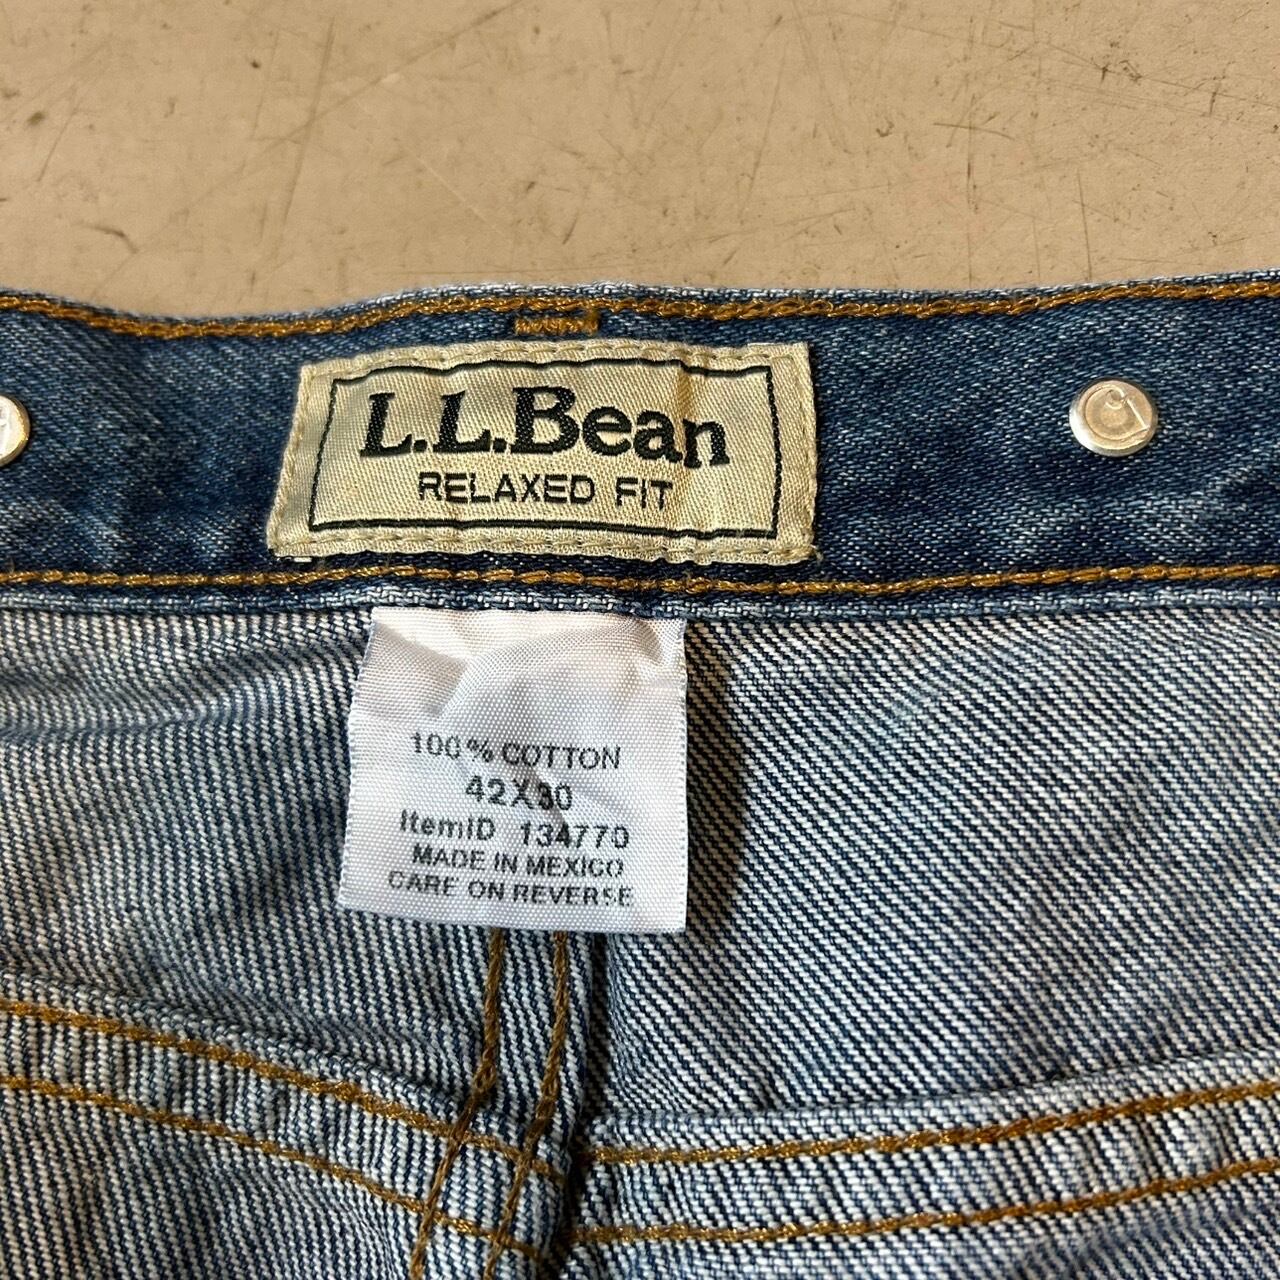 L.L.Bean
RELAXED FIT
100% COTTON
42X30
ItemID 134770
MADE IN MEXICO
CARE ON REVERSE